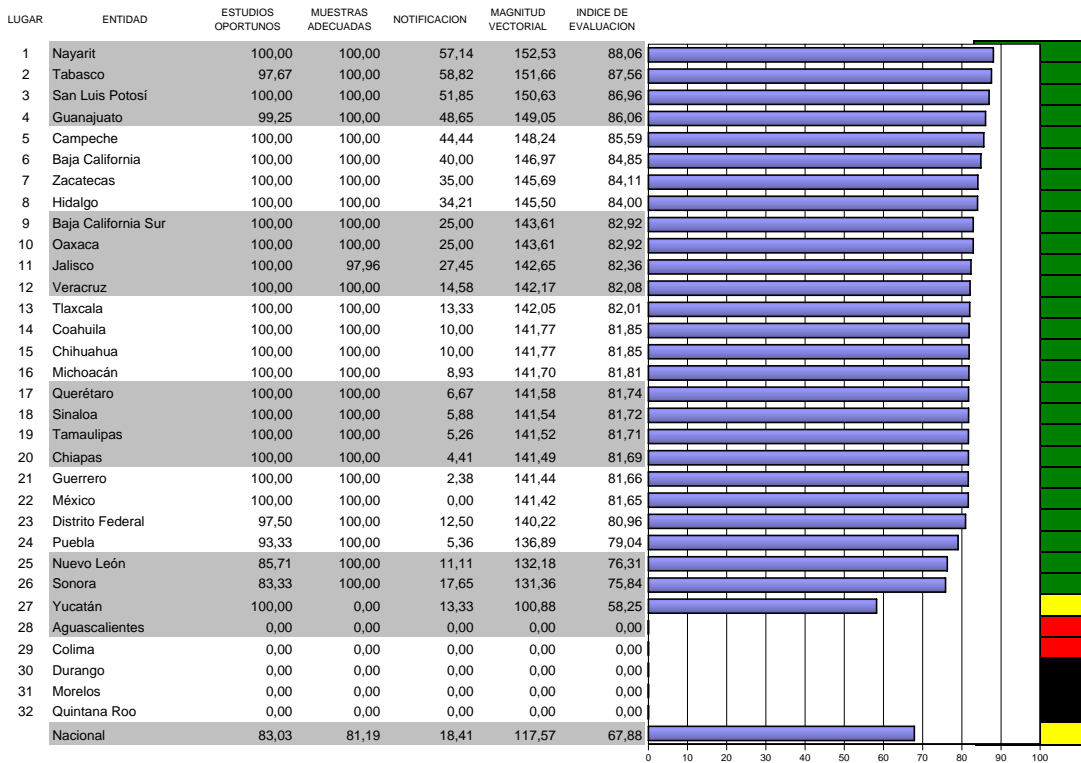 LUGAR ENTIDAD ESTUDIOS OPORTUNOS MUESTRAS ADECUADAS NOTIFICACION MAGNITUD VECTORIAL INDICE DE EVALUACION
1 Nayarit 100,00 100,00 57,14 152,53 88,06
2 Tabasco 97,67 100,00 58,82 151,66 87,56
3 San Luis Potosí 100,00 100,00 51,85 150,63 86,96
4 Guanajuato 99,25 100,00 48,65 149,05 86,06
5 Campeche 100,00 100,00 44,44 148,24 85,59
6 Baja California 100,00 100,00 40,00 146,97 84,85
7 Zacatecas 100,00 100,00 35,00 145,69 84,11
8 Hidalgo 100,00 100,00 34,21 145,50 84,00
9 Baja California Sur 100,00 100,00 25,00 143,61 82,92
10 Oaxaca 100,00 100,00 25,00 143,61 82,92
11 Jalisco 100,00 97,96 27,45 142,65 82,36
12 Veracruz 100,00 100,00 14,58 142,17 82,08
13 Tlaxcala 100,00 100,00 13,33 142,05 82,01
14 Coahuila 100,00 100,00 10,00 141,77 81,85
15 Chihuahua 100,00 100,00 10,00 141,77 81,85
16 Michoacán 100,00 100,00 8,93 141,70 81,81
17 Querétaro 100,00 100,00 6,67 141,58 81,74
18 Sinaloa 100,00 100,00 5,88 141,54 81,72
19 Tamaulipas 100,00 100,00 5,26 141,52 81,71
20 Chiapas 100,00 100,00 4,41 141,49 81,69
21 Guerrero 100,00 100,00 2,38 141,44 81,66
22 México 100,00 100,00 0,00 141,42 81,65
23 Distrito Federal 97,50 100,00 12,50 140,22 80,96
24 Puebla 93,33 100,00 5,36 136,89 79,04
25 Nuevo León 85,71 100,00 11,11 132,18 76,31
26 Sonora 83,33 100,00 17,65 131,36 75,84
27 Yucatán 100,00 0,00 13,33 100,88 58,25
28 Aguascalientes 0,00 0,00 0,00 0,00 0,00
29 Colima 0,00 0,00 0,00 0,00 0,00
30 Durango 0,00 0,00 0,00 0,00 0,00
31 Morelos 0,00 0,00 0,00 0,00 0,00
32 Quintana Roo 0,00 0,00 0,00 0,00 0,00
Nacional 83,03 81,19 18,41 117,57 67,88
0 10 20 30 40 50 60 70 80 90 100